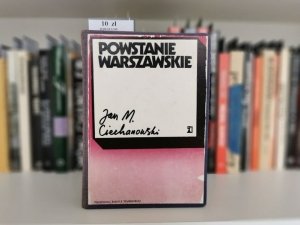 10 zł
POWSTANIE
WARSZAWSKIE
Jan M.
Ciechanowski